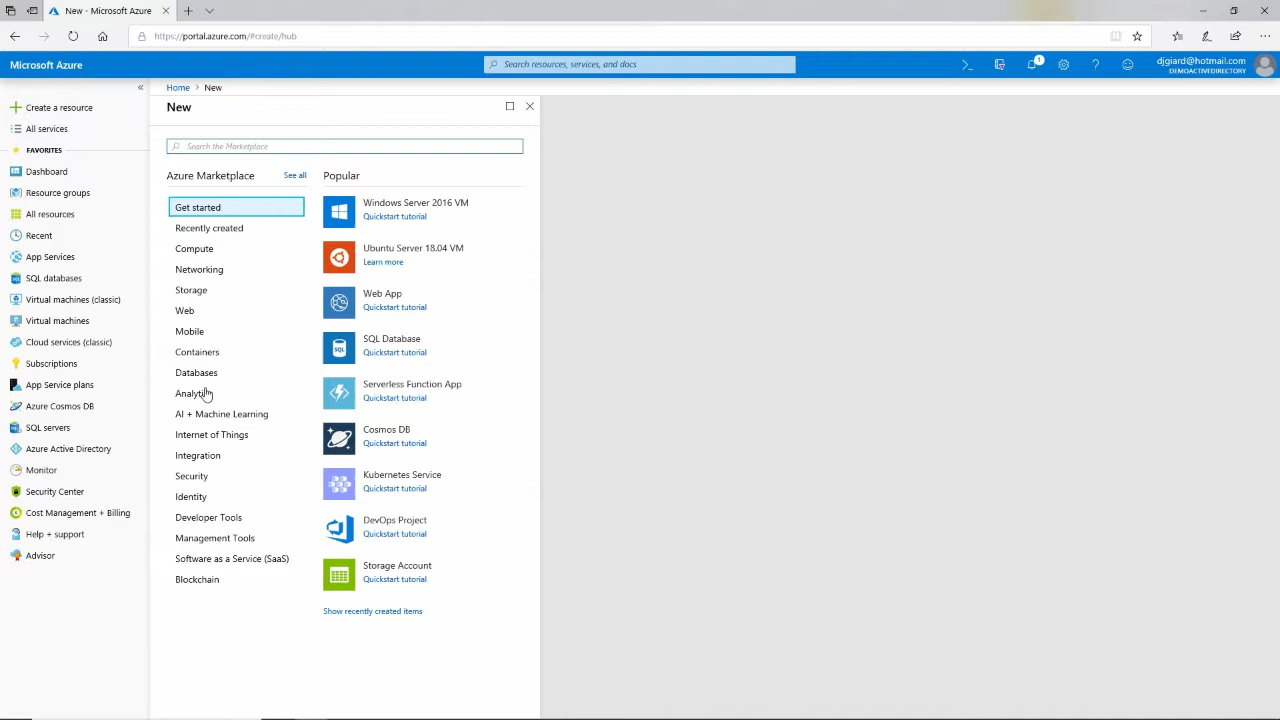 New - Microsoft Azure
https://portal.azure.com/#create/hub
Microsoft Azure
Search resources, services, and docs
1
djgiard@hotmail.com
DEMOACTIVEDIRECTORY
Create a resource
All services
FAVORITES
Dashboard
Resource groups
All resources
Recent
App Services
SQL databases
Virtual machines (classic)
Virtual machines
Cloud services (classic)
Subscriptions
App Service plans
Azure Cosmos DB
SQL servers
Azure Active Directory
Monitor
Security Center
Cost Management + Billing
Help + support
Advisor
Home > New
New
Search the Marketplace
Azure Marketplace
See all
Get started
Recently created
Compute
Networking
Storage
Web
Mobile
Containers
Databases
Analytics
AI + Machine Learning
Internet of Things
Integration
Security
Identity
Developer Tools
Management Tools
Software as a Service (SaaS)
Blockchain
Popular
Windows Server 2016 VM
Quickstart tutorial
Ubuntu Server 18.04 VM
Learn more
Web App
Quickstart tutorial
SQL
SQL Database
Quickstart tutorial
Serverless Function App
Quickstart tutorial
Cosmos DB
Quickstart tutorial
Kubernetes Service
Quickstart tutorial
DevOps Project
Quickstart tutorial
Storage Account
Quickstart tutorial
Show recently created items